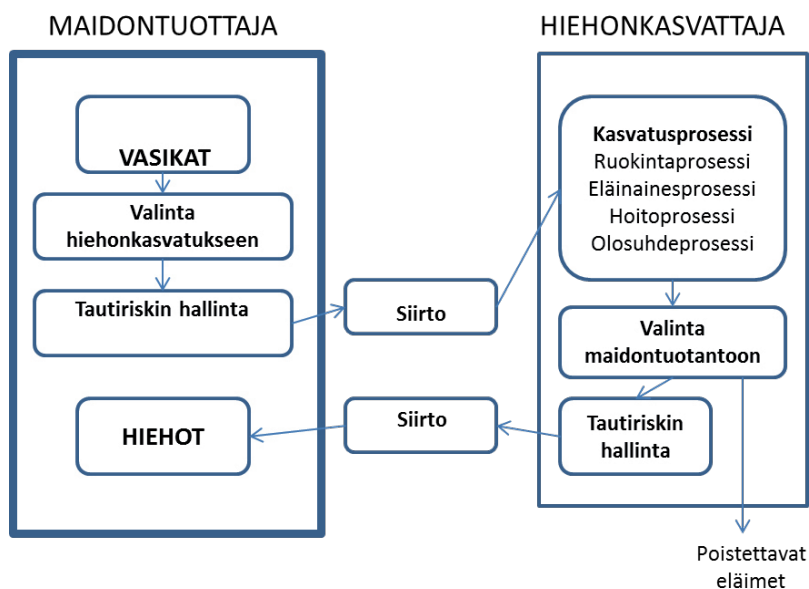 MAIDONTUOTTAJA
VASIKAT
Valinta
hiehonkasvatukseen
Tautiriskin hallinta
HIEHOT
Siirto
Siirto
HIEHONKASVATTAJA
Kasvatusprosessi
Ruokintaprosessi
Eläinainesprosessi
Hoitoprosessi
Olosuhdeprosessi
Valinta
maidontuotantoon
Tautiriskin
hallinta
Poistettavat
eläimet